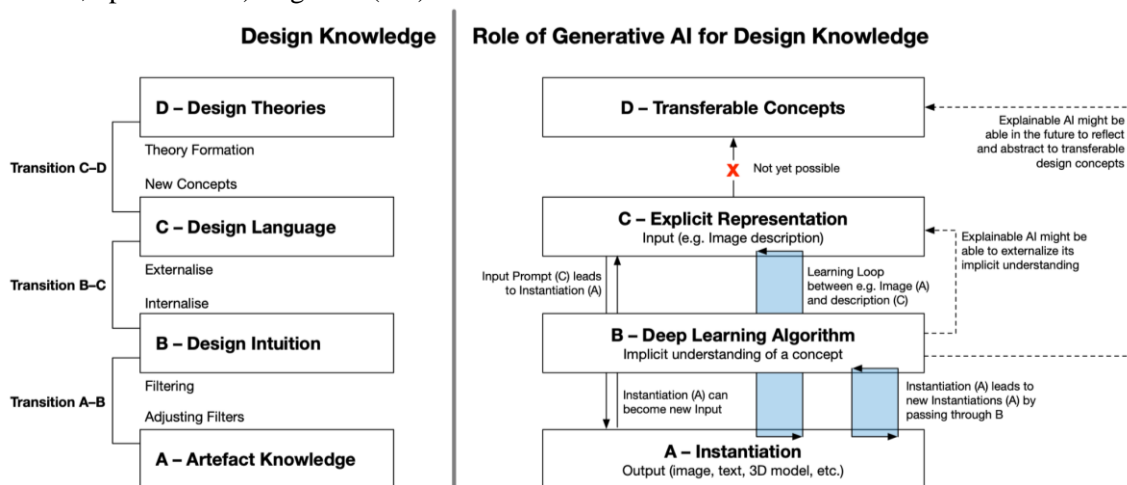 Design Knowledge
Role of Generative AI for Design Knowledge
D – Design Theories
Theory Formation
Transition C–D
New Concepts
C – Design Language
Externalise
Transition B–C
Internalise
B – Design Intuition
Filtering
Transition A–B
Adjusting Filters
A – Artefact Knowledge
D – Transferable Concepts
Explainable AI might be
able in the future to reflect
and abstract to transferable
design concepts
X
Not yet possible
C – Explicit Representation
Input (e.g. Image description)
Explainable AI might be
able to externalize its
implicit understanding
Input Prompt (C) leads
to Instantiation (A)
Learning Loop
between e.g. Image (A)
and description (C)
B – Deep Learning Algorithm
Implicit understanding of a concept
Instantiation (A) can
become new Input
Instantiation (A) leads to
new Instantiations (A) by
passing through B
A – Instantiation
Output (image, text, 3D model, etc.)